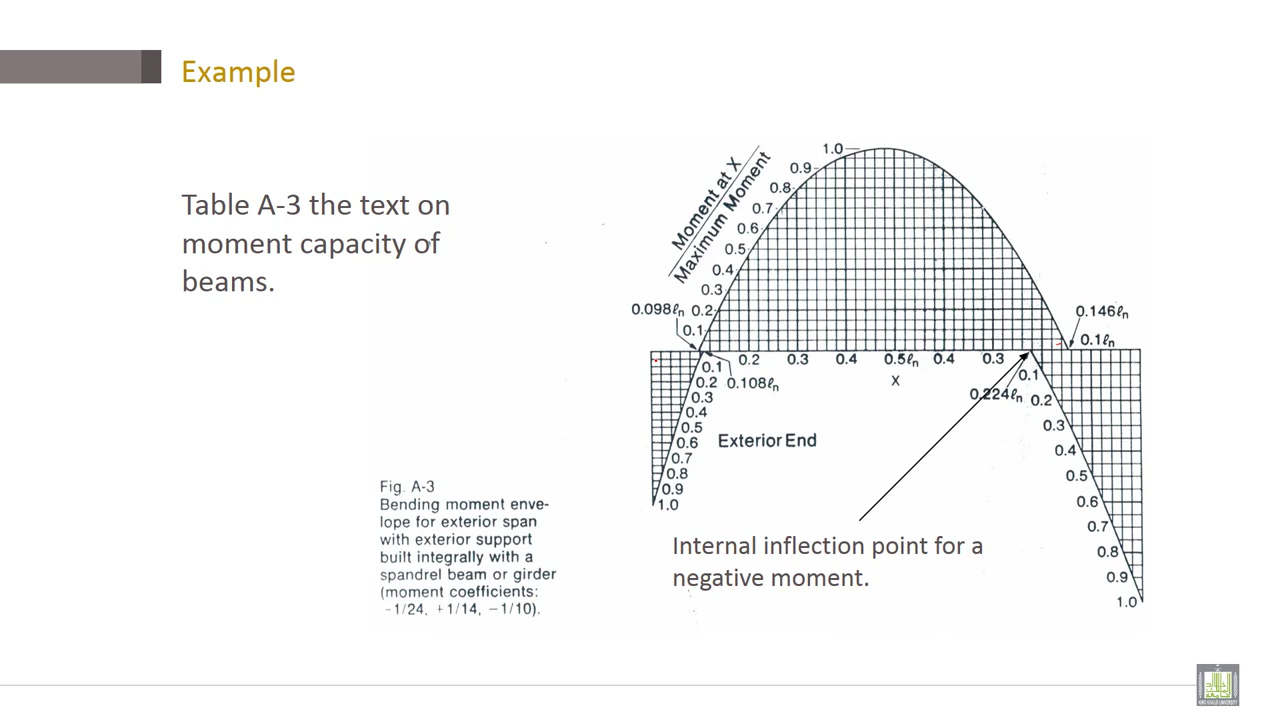 Example
Table A-3 the text on
moment capacity of
beams.
Moment at X
Maximum Moment
1.0
0.9
0.8
0.7
0.6
0.5
0.4
0.3
0.2
0.1
0.098ℓn
0.146ℓn
0.1ℓn
0.2 0.3 0.4 0.5ℓn 0.4 0.3
X
0.108ℓn
0.224ℓn
0.1
0.2
0.3
0.4
0.5
0.6
0.7
0.8
0.9
1.0
Exterior End
0.1
0.2
0.3
0.4
0.5
0.6
0.7
0.8
0.9
1.0
Fig. A-3
Bending moment enve-
lope for exterior span
with exterior support
built integrally with a
spandrel beam or girder
(moment coefficients:
-1/24, +1/14, -1/10).
Internal inflection point for a
negative moment.
KING KHALID UNIVERSITY